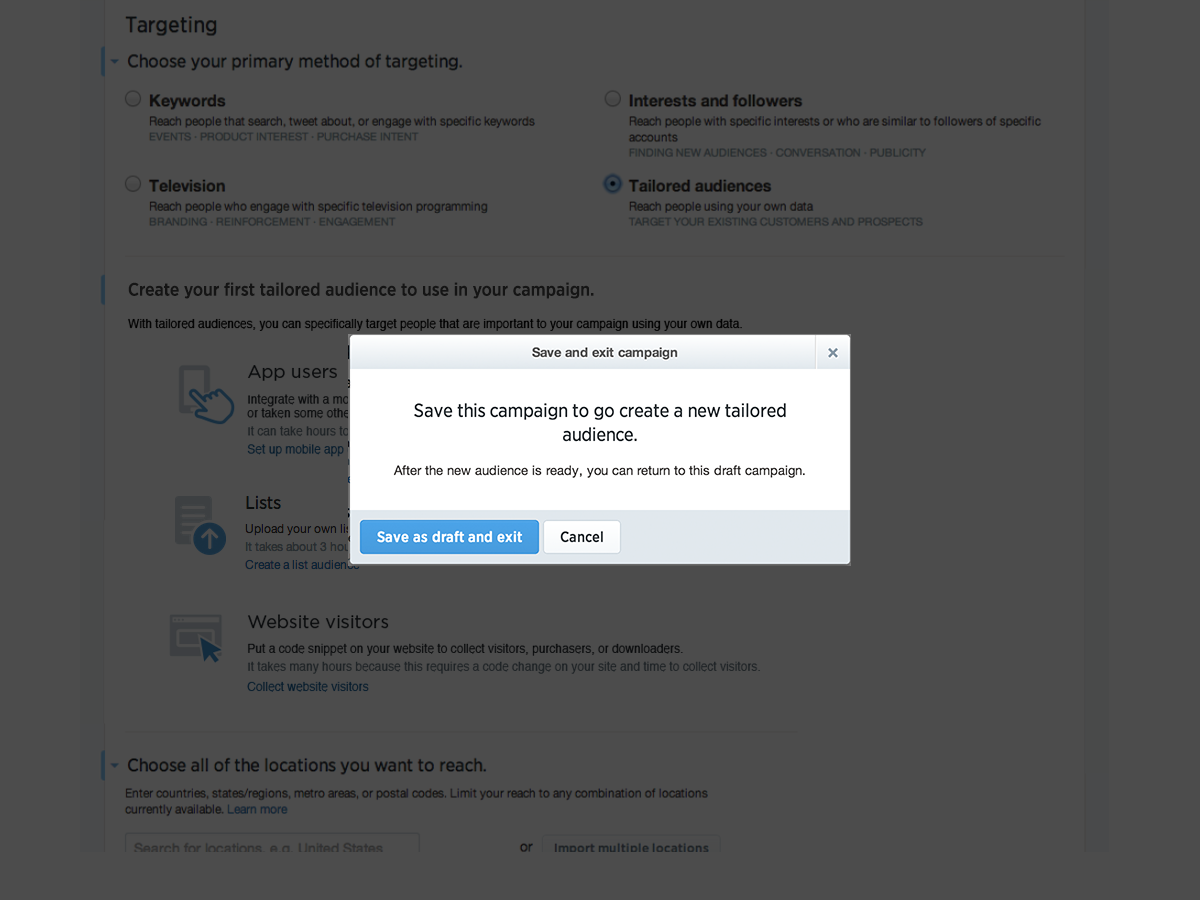 Targeting
Choose your primary method of targeting.
Keywords
Reach people that search, tweet about, or engage with specific keywords
EVENTS · PRODUCT INTEREST · PURCHASE INTENT
Interests and followers
Reach people with specific interests or who are similar to followers of specific
accounts
FINDING NEW AUDIENCES · CONVERSATION · PUBLICITY
Television
Reach people who engage with specific television programming
BRANDING · REINFORCEMENT · ENGAGEMENT
Tailored audiences
Reach people using your own data
TARGET YOUR EXISTING CUSTOMERS AND PROSPECTS
Create your first tailored audience to use in your campaign.
With tailored audiences, you can specifically target people that are important to your campaign using your own data.
App users
Integrate with a
or taken some
It can take hours
Set up mobile app
Lists
Upload your own
It takes about 3
Create a list audience
Save and exit campaign
Save this campaign to go create a new tailored
audience.
After the new audience is ready, you can return to this draft campaign.
Save as draft and exit
Cancel
Website visitors
Put a code snippet on your website to collect visitors, purchasers, or downloaders.
It takes many hours because this requires a code change on your site and time to collect visitors.
Collect website visitors
Choose all of the locations you want to reach.
Enter countries, states/regions, metro areas, or postal codes. Limit your reach to any combination of locations
currently available. Learn more
Search for locations, e.g. United States
or
Import multiple locations